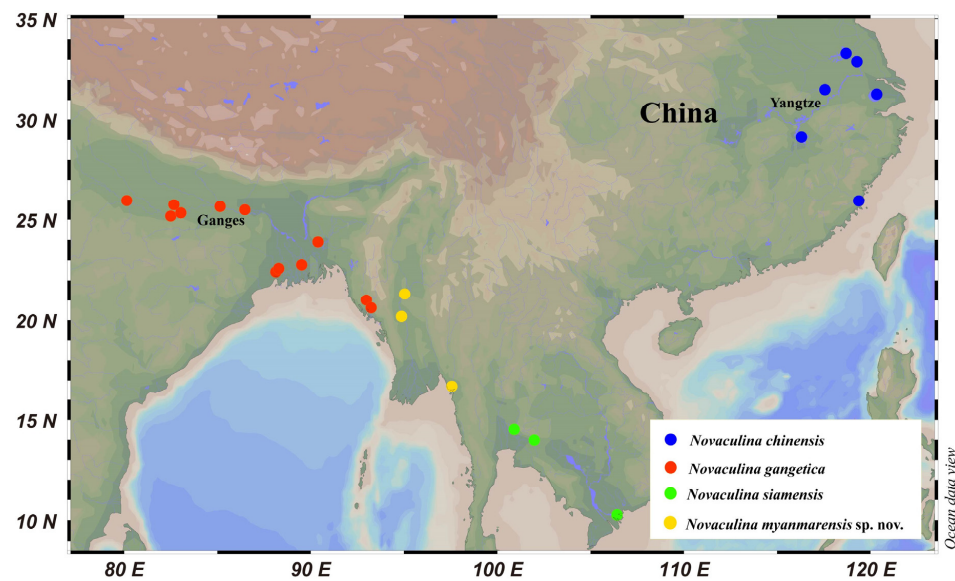 35 N
30 N
25 N
20 N
15 N
10 N
80 E
90 E
100 E
110 E
120 E
China
Yangtze
Ganges
Novaculina chinensis
Novaculina gangetica
Novaculina siamensis
Novaculina myanmarensis sp. nov.
Ocean daga view